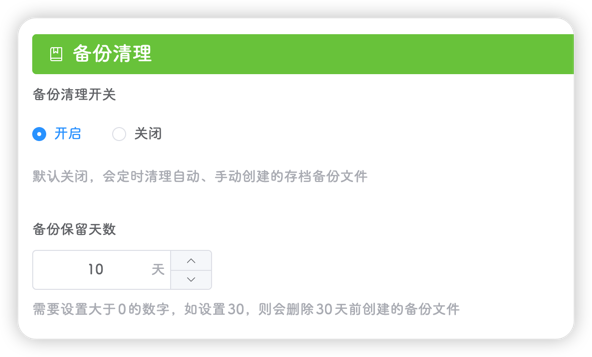 备份清理
备份清理开关
开启 关闭
默认关闭，会定时清理自动、手动创建的存档备份文件
备份保留天数
10 天
需要设置大于0的数字，如设置30，则会删除30天前创建的备份文件